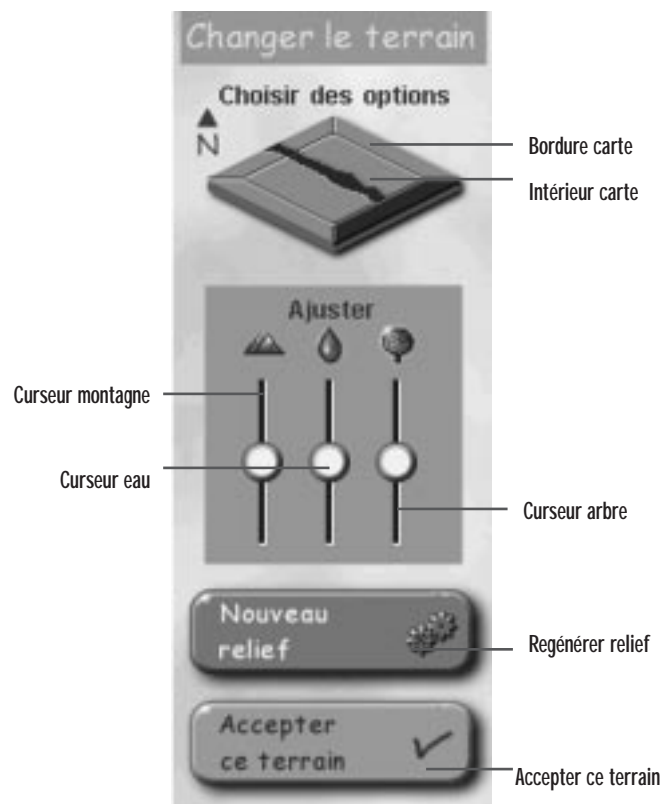 Changer le terrain
Choisir des options
N
Bordure carte
Intérieur carte
Ajuster
Curseur montagne
Curseur eau
Curseur arbre
Nouveau
relief
Regénérer relief
Accepter
ce terrain
Accepter ce terrain